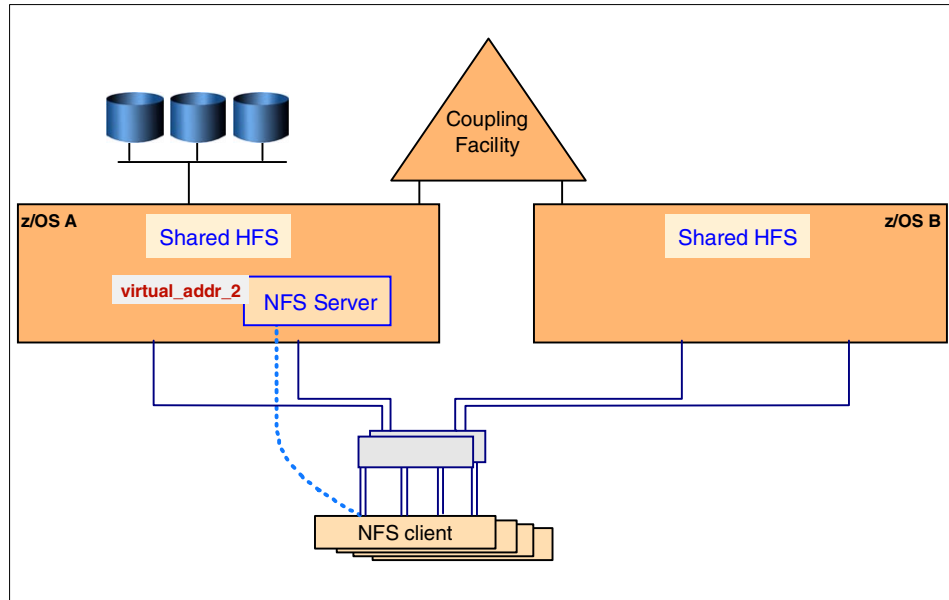 Coupling
Facility
z/OS A
Shared HFS
Shared HFS
z/OS B
virtual_addr_2
NFS Server
NFS client